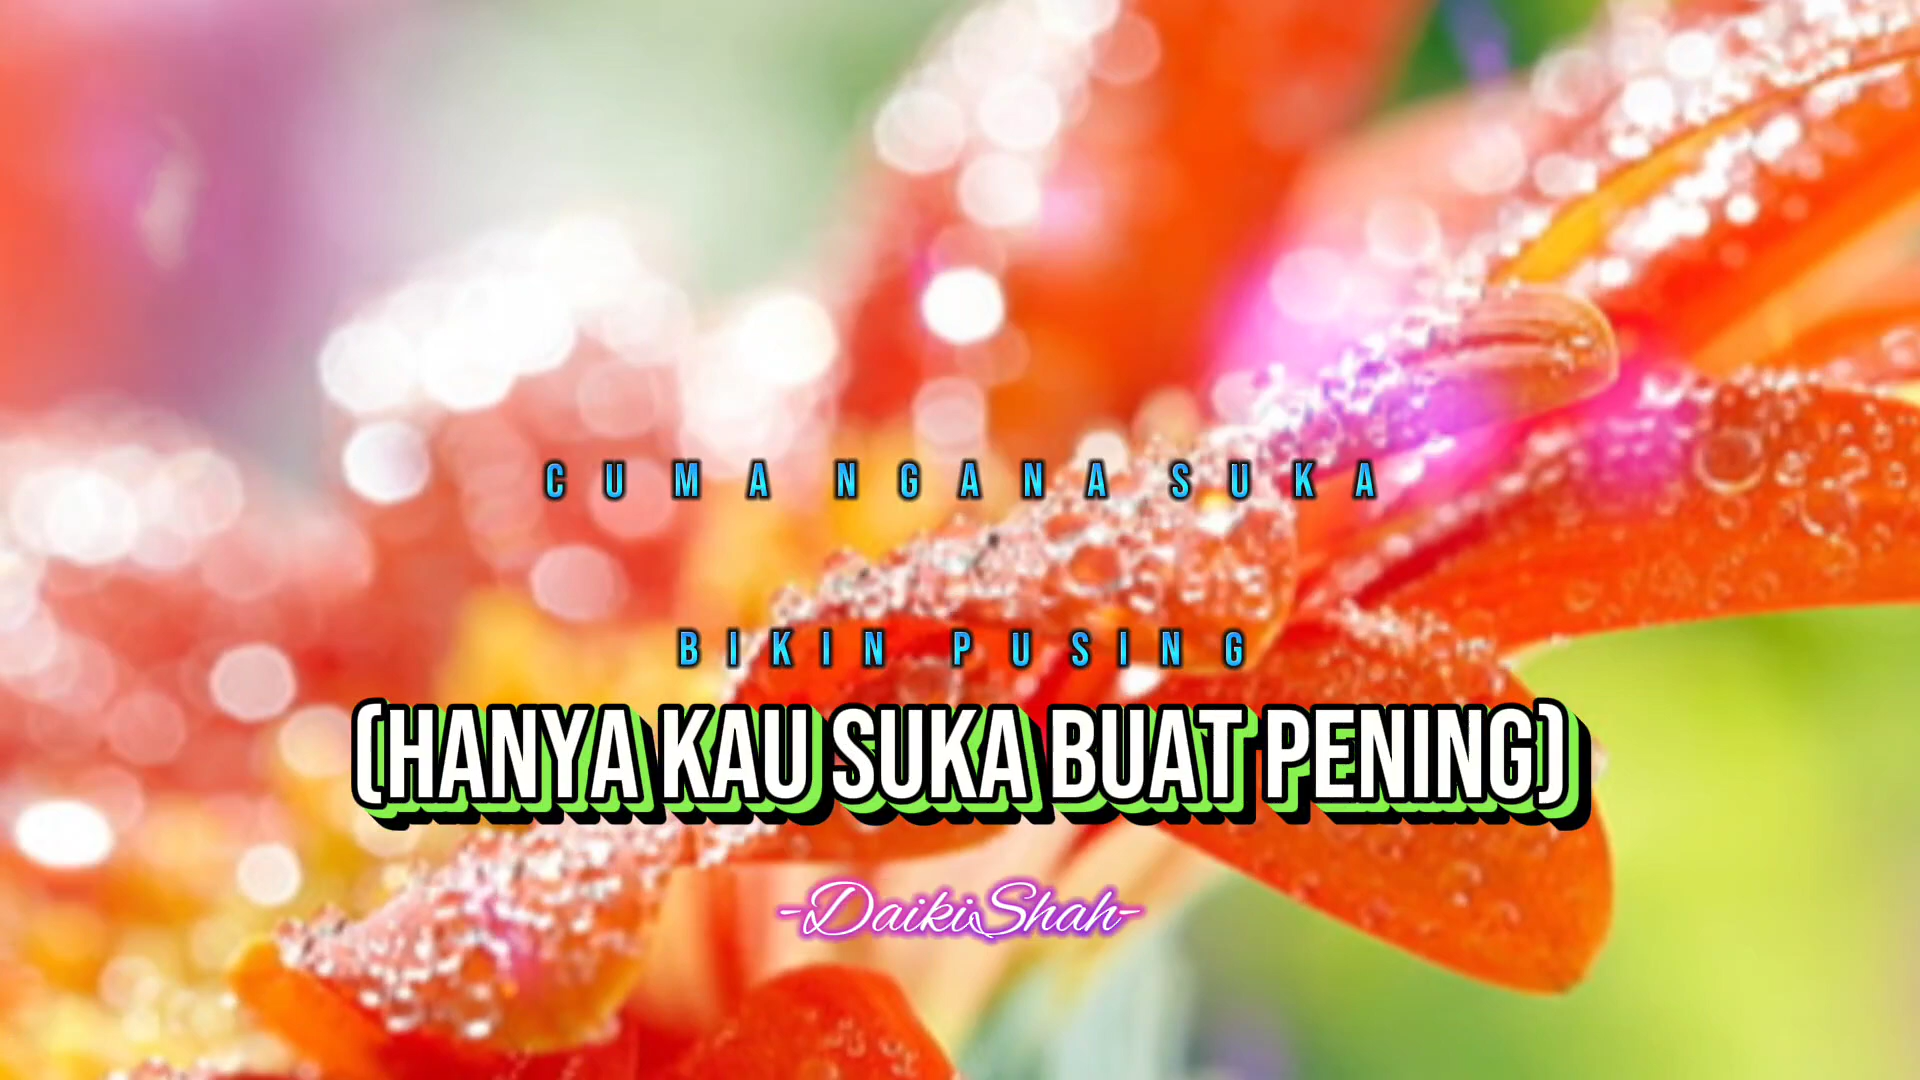 CUMA NGANA SUKA
BIKIN PUSING
(HANYA KAU SUKA BUAT PENING)
-DaikiShah-